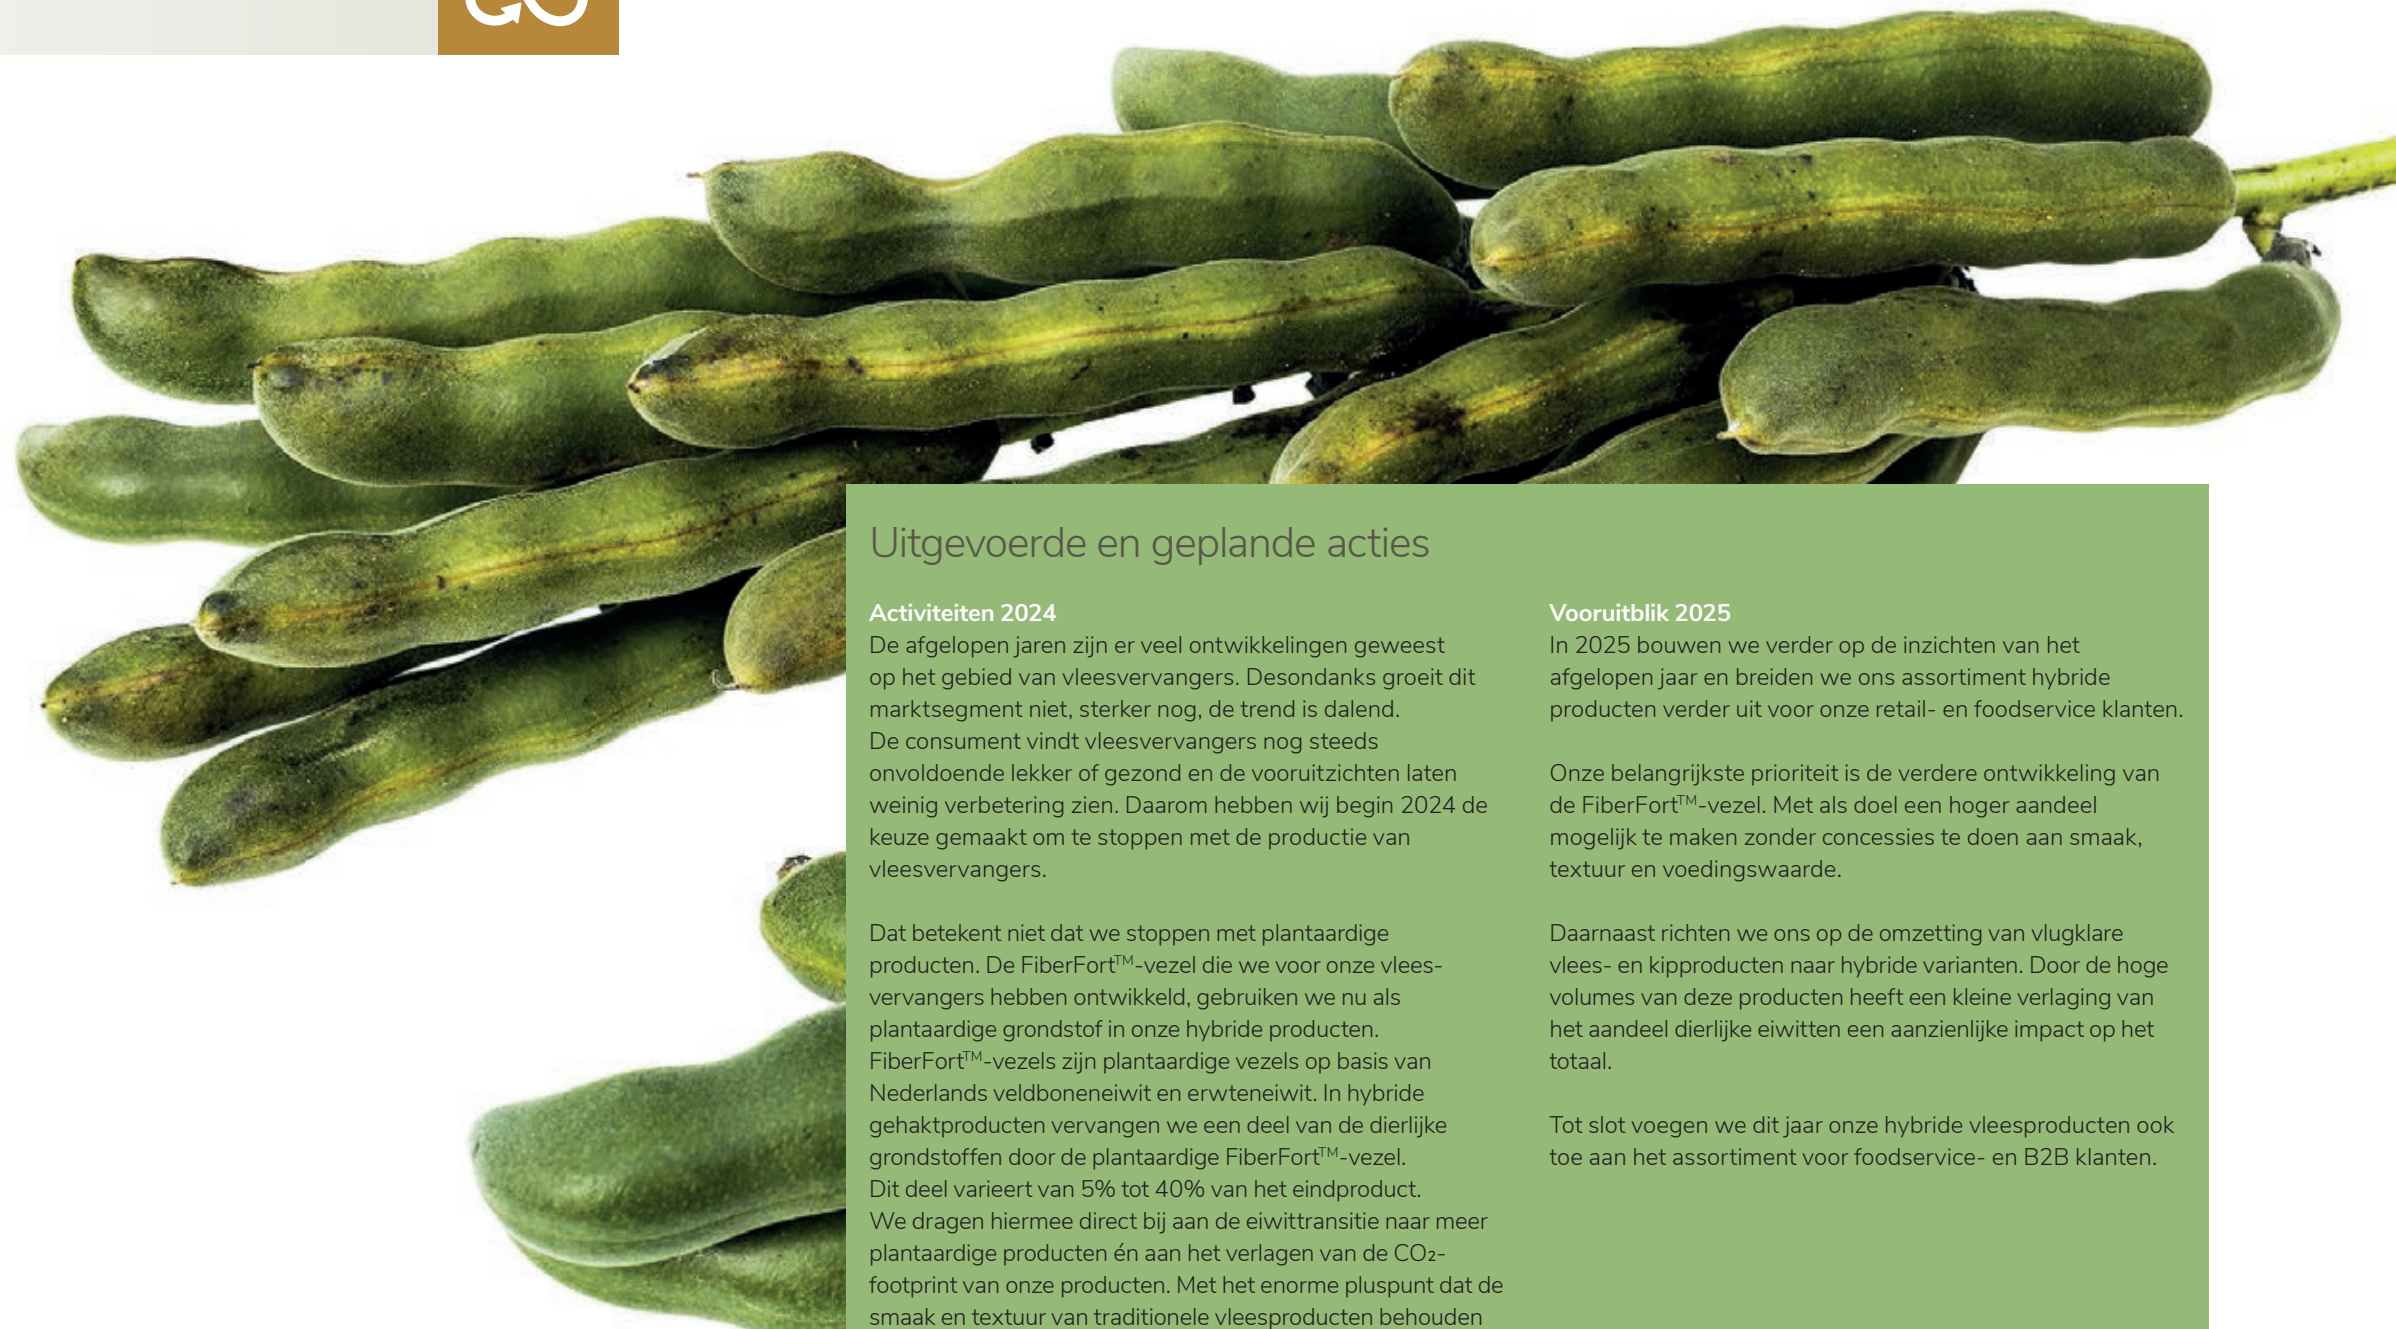 Uitgevoerde en geplande acties
Activiteiten 2024
De afgelopen jaren zijn er veel ontwikkelingen geweest
op het gebied van vleesvervangers. Desondanks groeit dit
marktsegment niet, sterker nog, de trend is dalend.
De consument vindt vleesvervangers nog steeds
onvoldoende lekker of gezond en de vooruitzichten laten
weinig verbetering zien. Daarom hebben wij begin 2024 de
keuze gemaakt om te stoppen met de productie van
vleesvervangers.
Dat betekent niet dat we stoppen met plantaardige
producten. De FiberFort™-vezel die we voor onze vlees-
vervangers hebben ontwikkeld, gebruiken we nu als
plantaardige grondstof in onze hybride producten.
FiberFort™-vezels zijn plantaardige vezels op basis van
Nederlands veldboneneiwit en erwteneiwit. In hybride
gehaktproducten vervangen we een deel van de dierlijke
grondstoffen door de plantaardige FiberFort™-vezel.
Dit deel varieert van 5% tot 40% van het eindproduct.
We dragen hiermee direct bij aan de eiwittransitie naar meer
plantaardige producten én aan het verlagen van de CO₂-
footprint van onze producten. Met het enorme pluspunt dat de
smaak en textuur van traditionele vleesproducten behouden
Vooruitblik 2025
In 2025 bouwen we verder op de inzichten van het
afgelopen jaar en breiden we ons assortiment hybride
producten verder uit voor onze retail- en foodservice klanten.
Onze belangrijkste prioriteit is de verdere ontwikkeling van
de FiberFort™-vezel. Met als doel een hoger aandeel
mogelijk te maken zonder concessies te doen aan smaak,
textuur en voedingswaarde.
Daarnaast richten we ons op de omzetting van vlugklare
vlees- en kipproducten naar hybride varianten. Door de hoge
volumes van deze producten heeft een kleine verlaging van
het aandeel dierlijke eiwitten een aanzienlijke impact op het
totaal.
Tot slot voegen we dit jaar onze hybride vleesproducten ook
toe aan het assortiment voor foodservice- en B2B klanten.